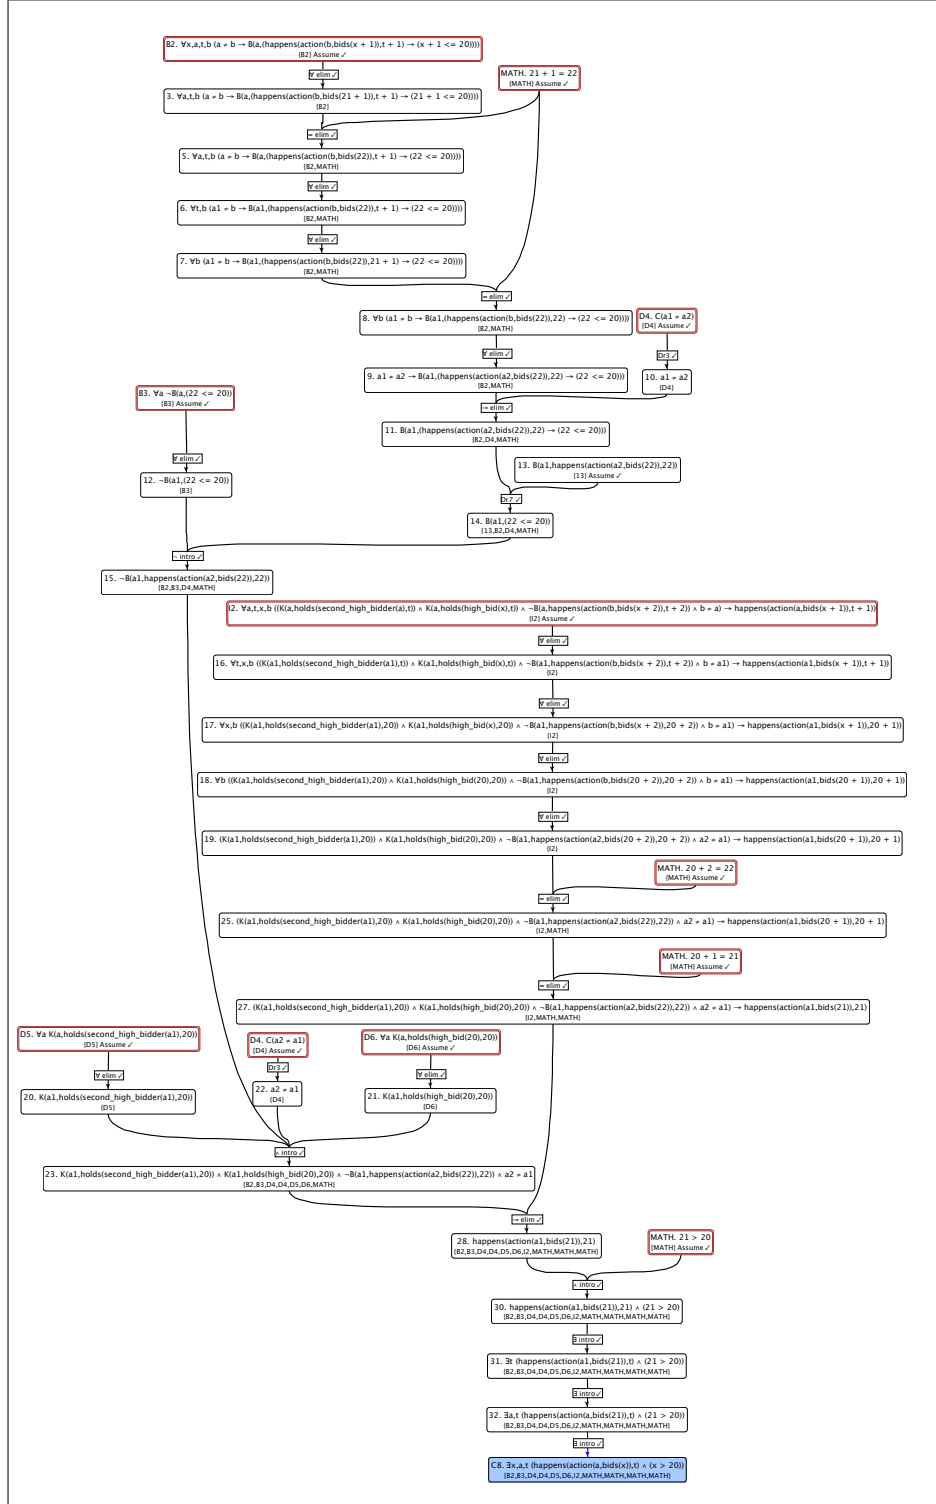 B2. ∀x,a,t,b (a ≠ b → B(a,(happens(action(b,bids(x + 1)),t + 1) → (x + 1 <= 20))))
{B2} Assume ✓
∀ elim ✓
MATH. 21 + 1 = 22
{MATH} Assume ✓
3. ∀a,t,b (a ≠ b → B(a,(happens(action(b,bids(21 + 1)),t + 1) → (21 + 1 <= 20))))
{B2}
= elim ✓
5. ∀a,t,b (a ≠ b → B(a,(happens(action(b,bids(22)),t + 1) → (22 <= 20))))
{B2,MATH}
∀ elim ✓
6. ∀t,b (a1 ≠ b → B(a1,(happens(action(b,bids(22)),t + 1) → (22 <= 20))))
{B2,MATH}
∀ elim ✓
7. ∀b (a1 ≠ b → B(a1,(happens(action(b,bids(22)),21 + 1) → (22 <= 20))))
{B2,MATH}
= elim ✓
8. ∀b (a1 ≠ b → B(a1,(happens(action(b,bids(22)),22) → (22 <= 20))))
{B2,MATH}
D4. C(a1 ≠ a2)
{D4} Assume ✓
∀ elim ✓
Dr3 ✓
9. a1 ≠ a2 → B(a1,(happens(action(a2,bids(22)),22) → (22 <= 20)))
{B2,MATH}
10. a1 ≠ a2
{D4}
B3. ∀a ¬B(a,(22 <= 20))
{B3} Assume ✓
→ elim ✓
11. B(a1,(happens(action(a2,bids(22)),22) → (22 <= 20)))
{B2,D4,MATH}
∀ elim ✓
13. B(a1,happens(action(a2,bids(22)),22))
{13} Assume ✓
12. ¬B(a1,(22 <= 20))
{B3}
Dr7 ✓
14. B(a1,(22 <= 20))
{13,B2,D4,MATH}
¬ intro ✓
15. ¬B(a1,happens(action(a2,bids(22)),22))
{B2,B3,D4,MATH}
I2. ∀a,t,x,b ((K(a,holds(second_high_bidder(a),t)) ∧ K(a,holds(high_bid(x),t)) ∧ ¬B(a,happens(action(b,bids(x + 2)),t + 2)) ∧ b ≠ a) → happens(action(a,bids(x + 1)),t + 1))
{I2} Assume ✓
∀ elim ✓
16. ∀t,x,b ((K(a1,holds(second_high_bidder(a1),t)) ∧ K(a1,holds(high_bid(x),t)) ∧ ¬B(a1,happens(action(b,bids(x + 2)),t + 2)) ∧ b ≠ a1) → happens(action(a1,bids(x + 1)),t + 1))
{I2}
∀ elim ✓
17. ∀x,b ((K(a1,holds(second_high_bidder(a1),20)) ∧ K(a1,holds(high_bid(x),20)) ∧ ¬B(a1,happens(action(b,bids(x + 2)),20 + 2)) ∧ b ≠ a1) → happens(action(a1,bids(x + 1)),20 + 1))
{I2}
∀ elim ✓
18. ∀b ((K(a1,holds(second_high_bidder(a1),20)) ∧ K(a1,holds(high_bid(20),20)) ∧ ¬B(a1,happens(action(b,bids(20 + 2)),20 + 2)) ∧ b ≠ a1) → happens(action(a1,bids(20 + 1)),20 + 1))
{I2}
∀ elim ✓
19. (K(a1,holds(second_high_bidder(a1),20)) ∧ K(a1,holds(high_bid(20),20)) ∧ ¬B(a1,happens(action(a2,bids(20 + 2)),20 + 2)) ∧ a2 ≠ a1) → happens(action(a1,bids(20 + 1)),20 + 1)
{I2}
MATH. 20 + 2 = 22
{MATH} Assume ✓
= elim ✓
25. (K(a1,holds(second_high_bidder(a1),20)) ∧ K(a1,holds(high_bid(20),20)) ∧ ¬B(a1,happens(action(a2,bids(22)),22)) ∧ a2 ≠ a1) → happens(action(a1,bids(20 + 1)),20 + 1)
{I2,MATH}
MATH. 20 + 1 = 21
{MATH} Assume ✓
= elim ✓
27. (K(a1,holds(second_high_bidder(a1),20)) ∧ K(a1,holds(high_bid(20),20)) ∧ ¬B(a1,happens(action(a2,bids(22)),22)) ∧ a2 ≠ a1) → happens(action(a1,bids(21)),21)
{I2,MATH,MATH}
D5. ∀a K(a,holds(second_high_bidder(a1),20))
{D5} Assume ✓
D4. C(a2 ≠ a1)
{D4} Assume ✓
D6. ∀a K(a,holds(high_bid(20),20))
{D6} Assume ✓
∀ elim ✓
Dr3 ✓
∀ elim ✓
20. K(a1,holds(second_high_bidder(a1),20))
{D5}
22. a2 ≠ a1
{D4}
21. K(a1,holds(high_bid(20),20))
{D6}
∧ intro ✓
23. K(a1,holds(second_high_bidder(a1),20)) ∧ K(a1,holds(high_bid(20),20)) ∧ ¬B(a1,happens(action(a2,bids(22)),22)) ∧ a2 ≠ a1
{B2,B3,D4,D4,D5,D6,MATH}
→ elim ✓
28. happens(action(a1,bids(21)),21)
{B2,B3,D4,D4,D5,D6,I2,MATH,MATH,MATH}
MATH. 21 > 20
{MATH} Assume ✓
∧ intro ✓
30. happens(action(a1,bids(21)),21) ∧ (21 > 20)
{B2,B3,D4,D4,D5,D6,I2,MATH,MATH,MATH,MATH}
∃ intro ✓
31. ∃t (happens(action(a1,bids(21)),t) ∧ (21 > 20))
{B2,B3,D4,D4,D5,D6,I2,MATH,MATH,MATH,MATH}
∃ intro ✓
32. ∃a,t (happens(action(a,bids(21)),t) ∧ (21 > 20))
{B2,B3,D4,D4,D5,D6,I2,MATH,MATH,MATH,MATH}
∃ intro ✓
C8. ∃x,a,t (happens(action(a,bids(x)),t) ∧ (x > 20))
{B2,B3,D4,D4,D5,D6,I2,MATH,MATH,MATH,MATH}